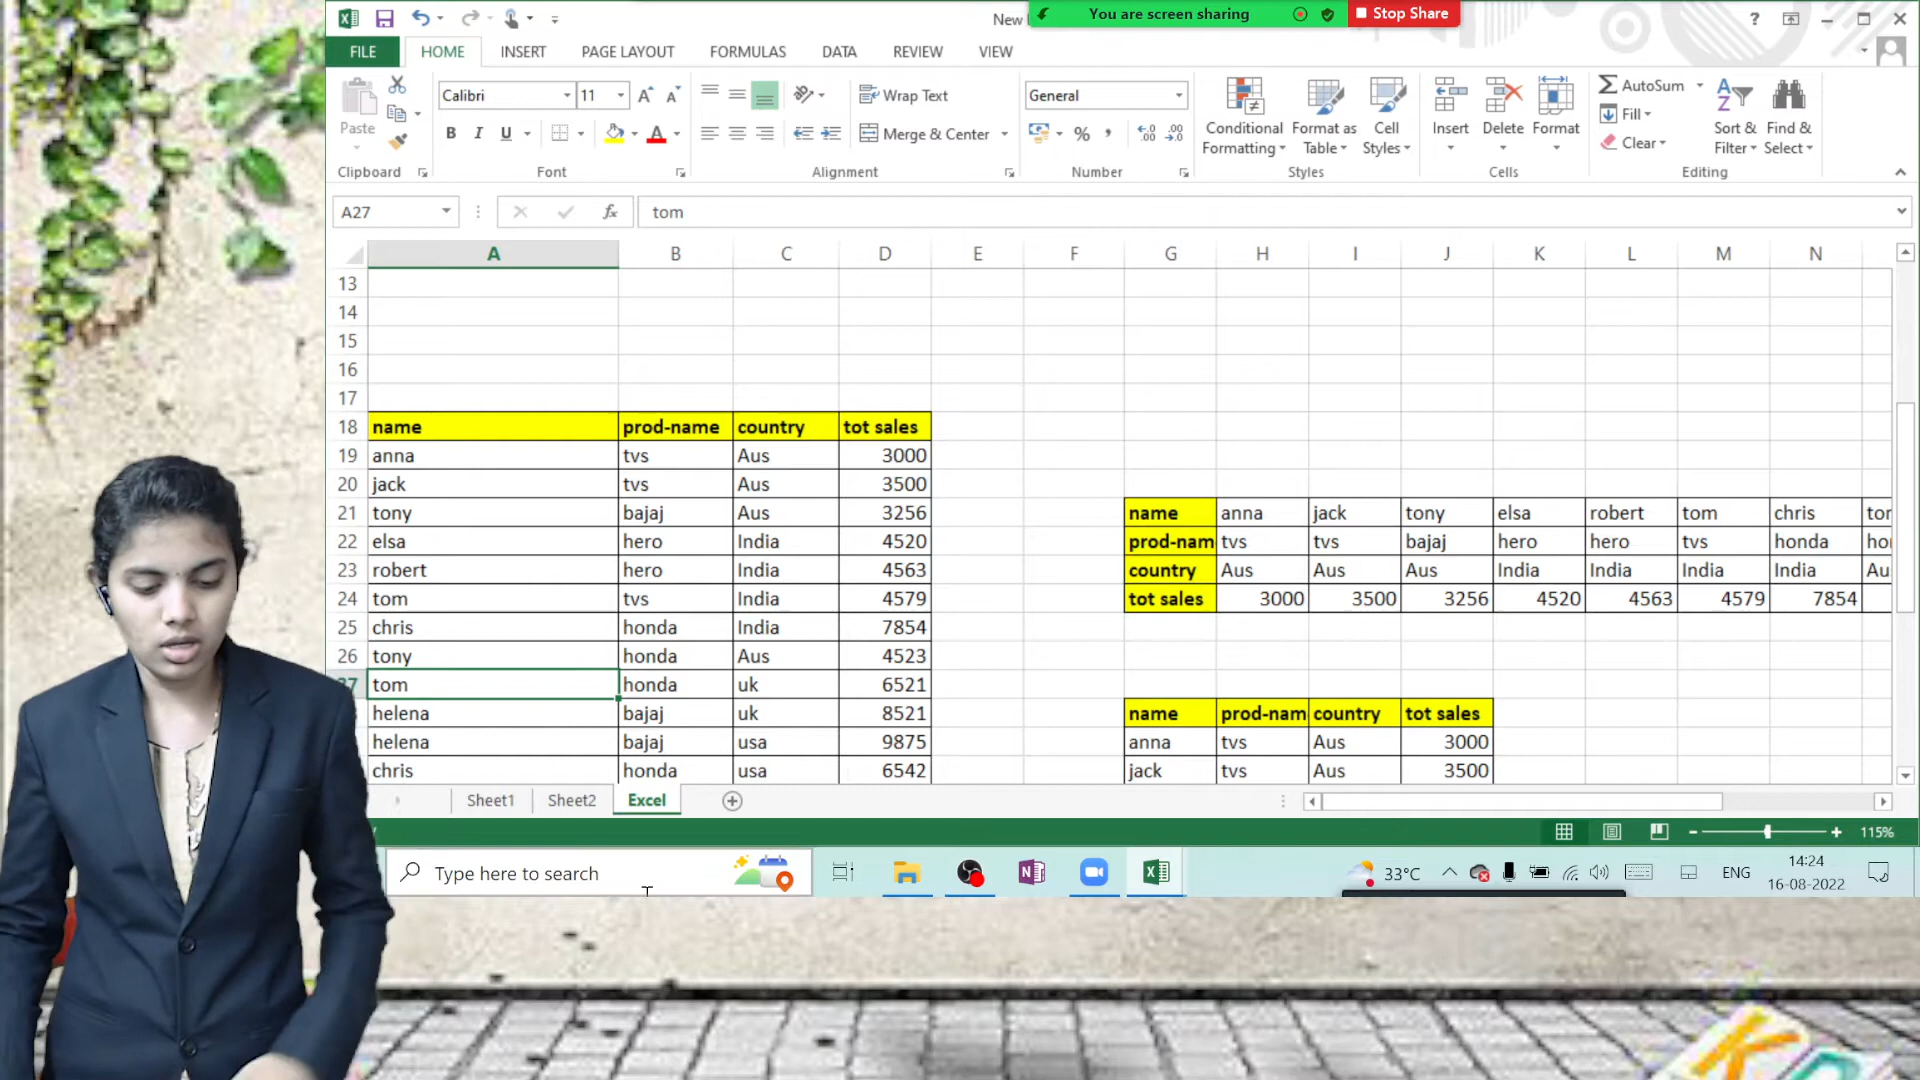 New
You are screen sharing
Stop Share
?
FILE HOME INSERT PAGE LAYOUT FORMULAS DATA REVIEW VIEW
Paste
Calibri 11
B I U
Wrap Text
Merge & Center
General
%
Conditional Formatting
Format as Table
Cell Styles
Insert
Delete
Format
AutoSum
Fill
Clear
Sort & Filter
Find & Select
Clipboard Font Alignment Number Styles Cells Editing
A27 fx tom
A B C D E F G H I J K L M N
13
14
15
16
17
18 name prod-name country tot sales
19 anna tvs Aus 3000
20 jack tvs Aus 3500
21 tony bajaj Aus 3256 name anna jack tony elsa robert tom chris
22 elsa hero India 4520 prod-nam tvs tvs bajaj hero hero tvs honda
23 robert hero India 4563 country Aus Aus Aus India India India India
24 tom tvs India 4579 tot sales 3000 3500 3256 4520 4563 4579 7854
25 chris honda India 7854
26 tony honda Aus 4523
tom honda uk 6521
helena bajaj uk 8521 name prod-nam country tot sales
helena bajaj usa 9875 anna tvs Aus 3000
chris honda usa 6542 jack tvs Aus 3500
Sheet1 Sheet2 Excel
115%
Type here to search
33°C
ENG
14:24
16-08-2022